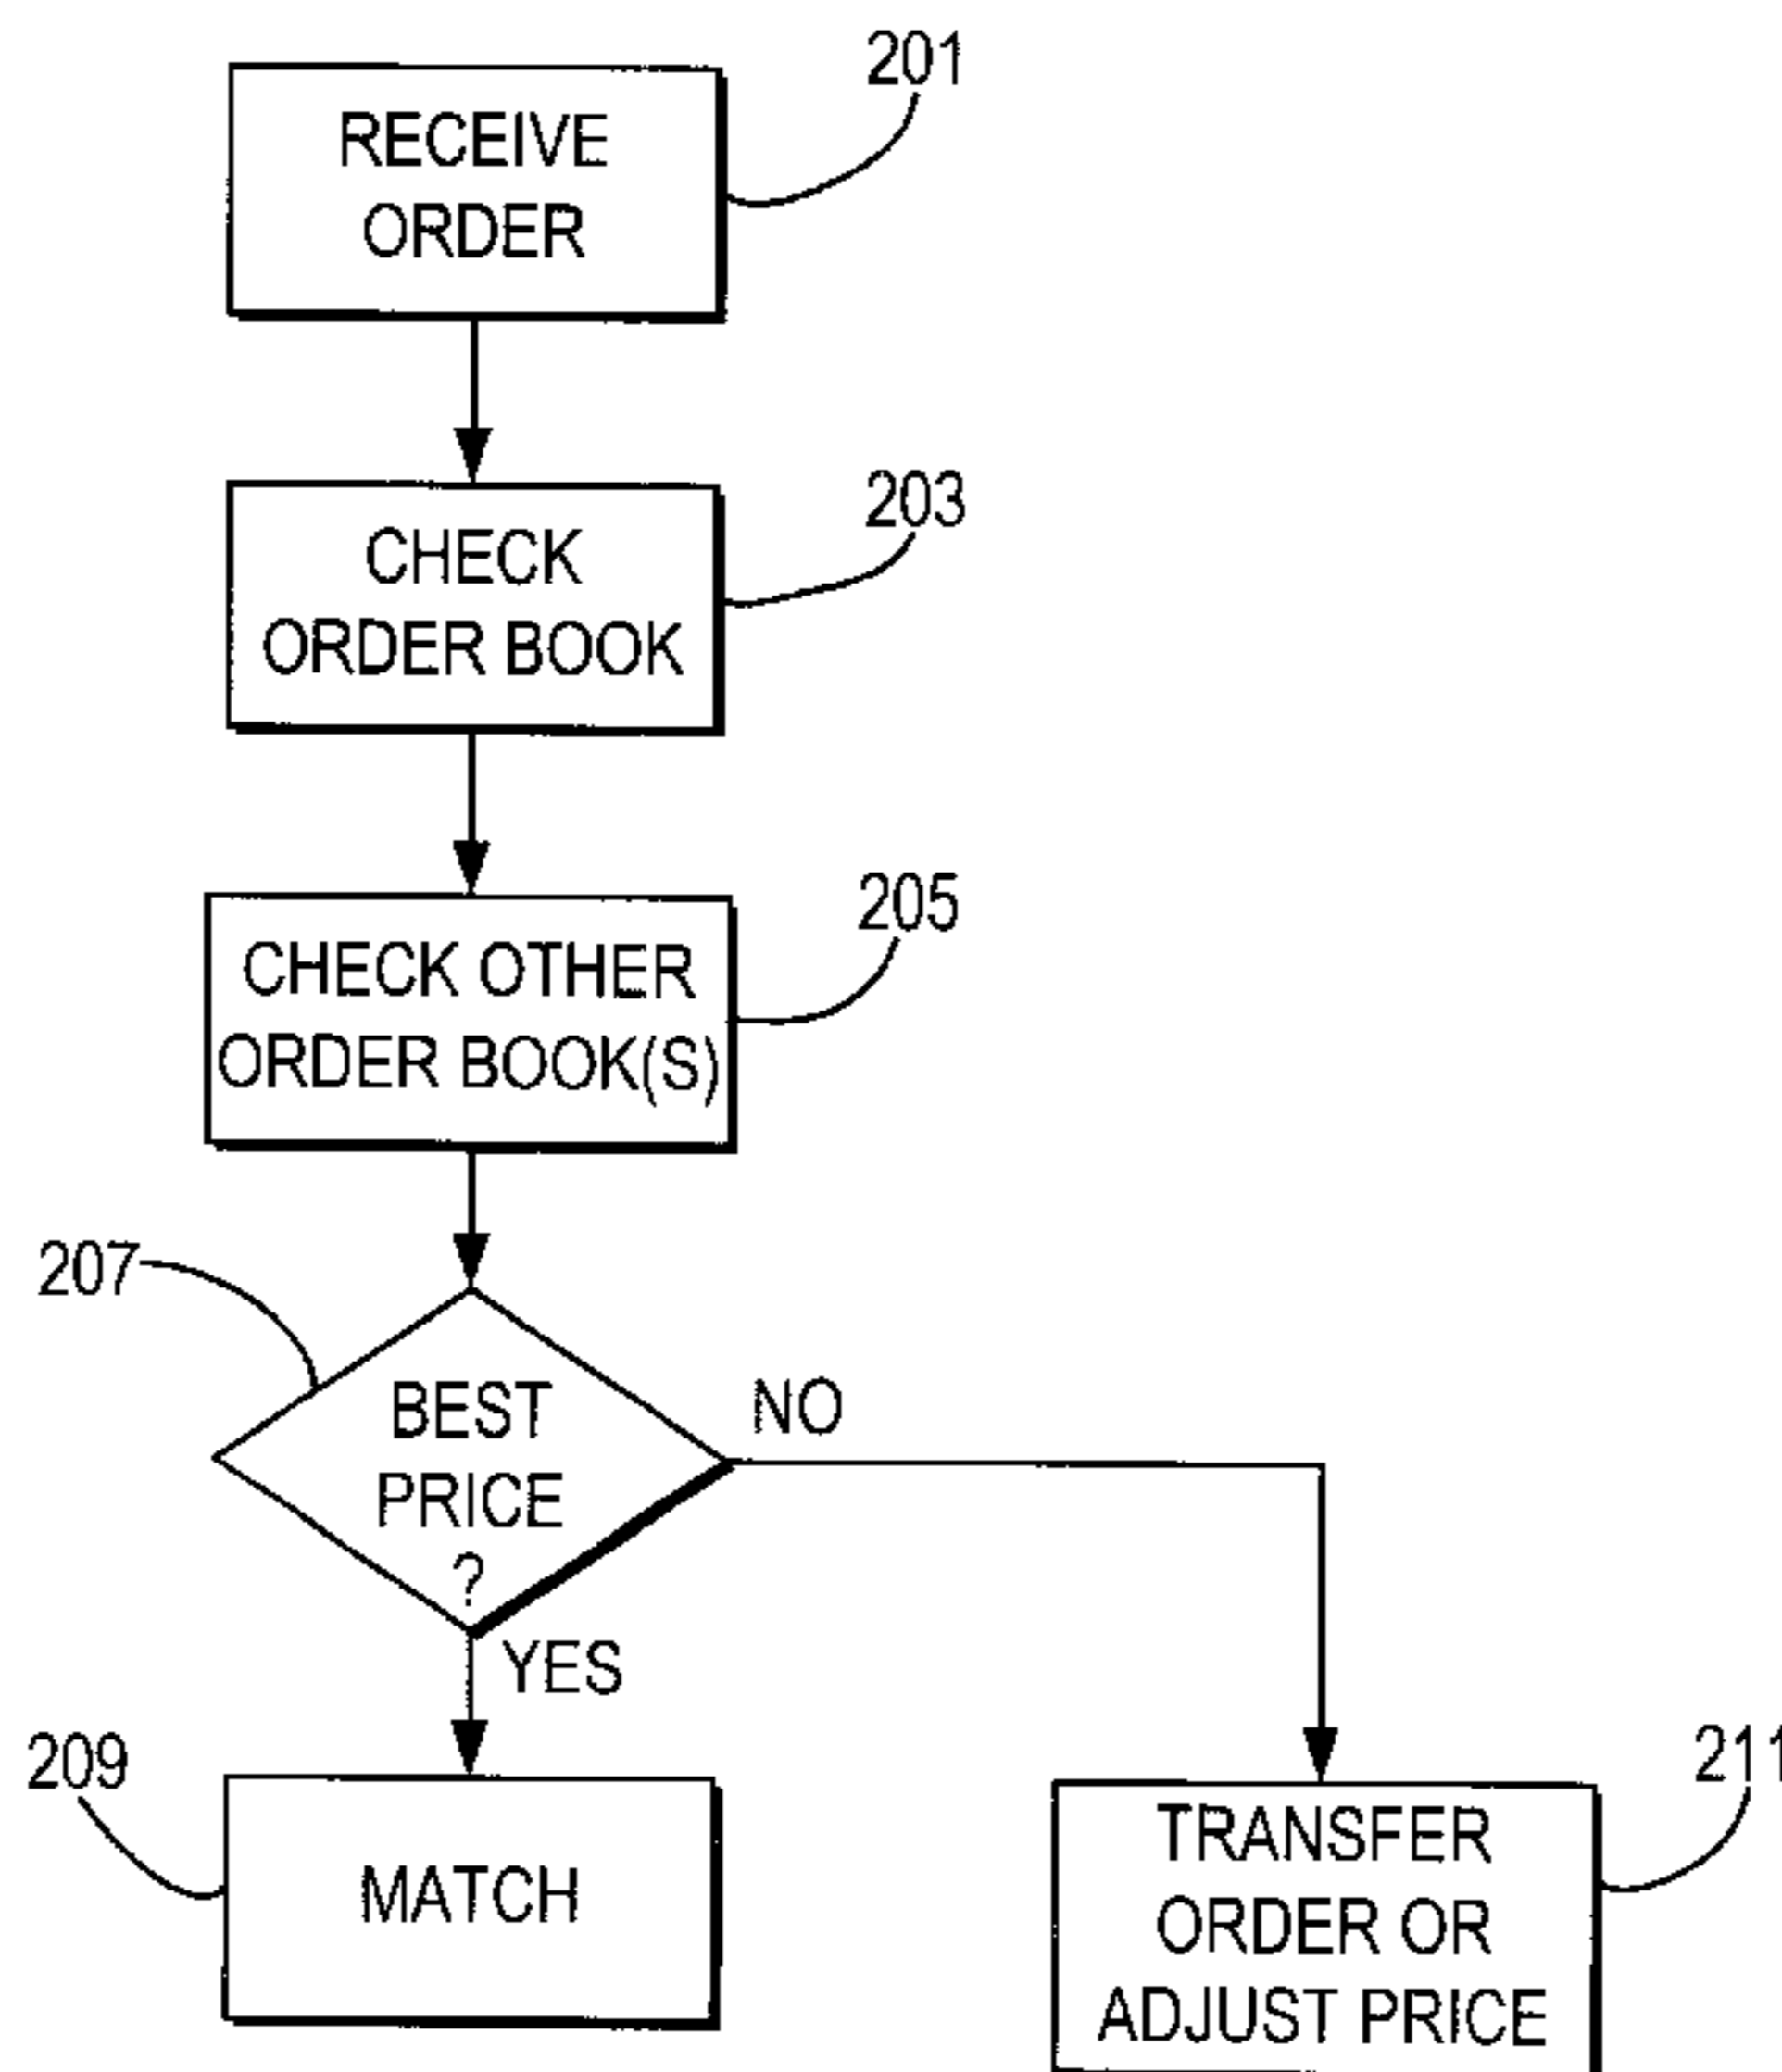 201
RECEIVE
ORDER
203
CHECK
ORDER BOOK
205
CHECK OTHER
ORDER BOOK(S)
207
BEST
PRICE
?
NO
YES
209
MATCH
211
TRANSFER
ORDER OR
ADJUST PRICE